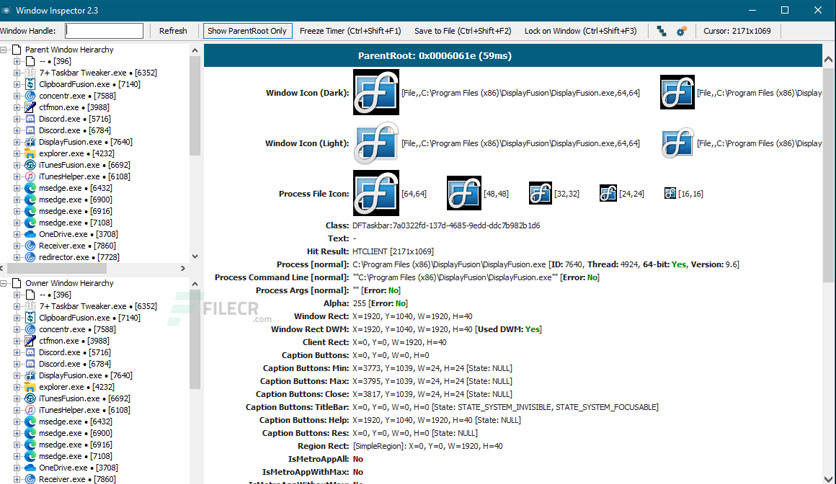 Window Inspector 2.3
Window Handle: Refresh Show ParentRoot Only Freeze Timer (Ctrl+Shift+F1) Save to File (Ctrl+Shift+F2) Lock on Window (Ctrl+Shift+F3) Cursor: 2171x1069
Parent Window Heirarchy
-- • [396]
7+ Taskbar Tweaker.exe • [6352]
ClipboardFusion.exe • [7140]
concentr.exe • [7588]
ctfmon.exe • [3988]
Discord.exe • [5716]
Discord.exe • [6784]
DisplayFusion.exe • [7640]
explorer.exe • [4232]
iTunesFusion.exe • [6692]
iTunesHelper.exe • [6108]
msedge.exe • [6432]
msedge.exe • [6900]
msedge.exe • [6916]
msedge.exe • [7108]
OneDrive.exe • [3708]
Receiver.exe • [7860]
redirector.exe • [7728]
Owner Window Heirarchy
-- • [396]
7+ Taskbar Tweaker.exe • [6352]
ClipboardFusion.exe • [7140]
concentr.exe • [7588]
ctfmon.exe • [3988]
Discord.exe • [5716]
Discord.exe • [6784]
DisplayFusion.exe • [7640]
explorer.exe • [4232]
iTunesFusion.exe • [6692]
iTunesHelper.exe • [6108]
msedge.exe • [6432]
msedge.exe • [6900]
msedge.exe • [6916]
msedge.exe • [7108]
OneDrive.exe • [3708]
Receiver.exe • [7860]
ParentRoot: 0x0006061e (59ms)
Window Icon (Dark): [File,,C:\Program Files (x86)\DisplayFusion\DisplayFusion.exe,64,64] [File,,C:\Program Files (x86)\DisplayFus
Window Icon (Light): [File,,C:\Program Files (x86)\DisplayFusion\DisplayFusion.exe,64,64] [File,,C:\Program Files (x86)\DisplayFus
Process File Icon: [64,64] [48,48] [32,32] [24,24] [16,16]
Class: DFTaskbar:7a0322fd-137d-4685-9edd-ddc7b982b1d6
Text: -
Hit Result: HTCLIENT [2171x1069]
Process [normal]: C:\Program Files (x86)\DisplayFusion\DisplayFusion.exe [ID: 7640, Thread: 4924, 64-bit: Yes, Version: 9.6]
Process Command Line [normal]: ""C:\Program Files (x86)\DisplayFusion\DisplayFusion.exe"" [Error: No]
Process Args [normal]: "" [Error: No]
Alpha: 255 [Error: No]
Window Rect: X=1920, Y=1040, W=1920, H=40
Window Rect DWM: X=1920, Y=1040, W=1920, H=40 [Used DWM: Yes]
Client Rect: X=0, Y=0, W=1920, H=40
Caption Buttons: X=0, Y=0, W=0, H=0
Caption Buttons: Min: X=3773, Y=1039, W=24, H=24 [State: NULL]
Caption Buttons: Max: X=3795, Y=1039, W=24, H=24 [State: NULL]
Caption Buttons: Close: X=3817, Y=1039, W=24, H=24 [State: NULL]
Caption Buttons: TitleBar: X=0, Y=0, W=0, H=0 [State: STATE_SYSTEM_INVISIBLE, STATE_SYSTEM_FOCUSABLE]
Caption Buttons: Help: X=1920, Y=1040, W=1920, H=40 [State: NULL]
Caption Buttons: Res: X=0, Y=0, W=0, H=0 [State: NULL]
Region Rect: [SimpleRegion]: X=0, Y=0, W=1920, H=40
IsMetroAppAll: No
IsMetroAppWithMax: No
FILECR
.com